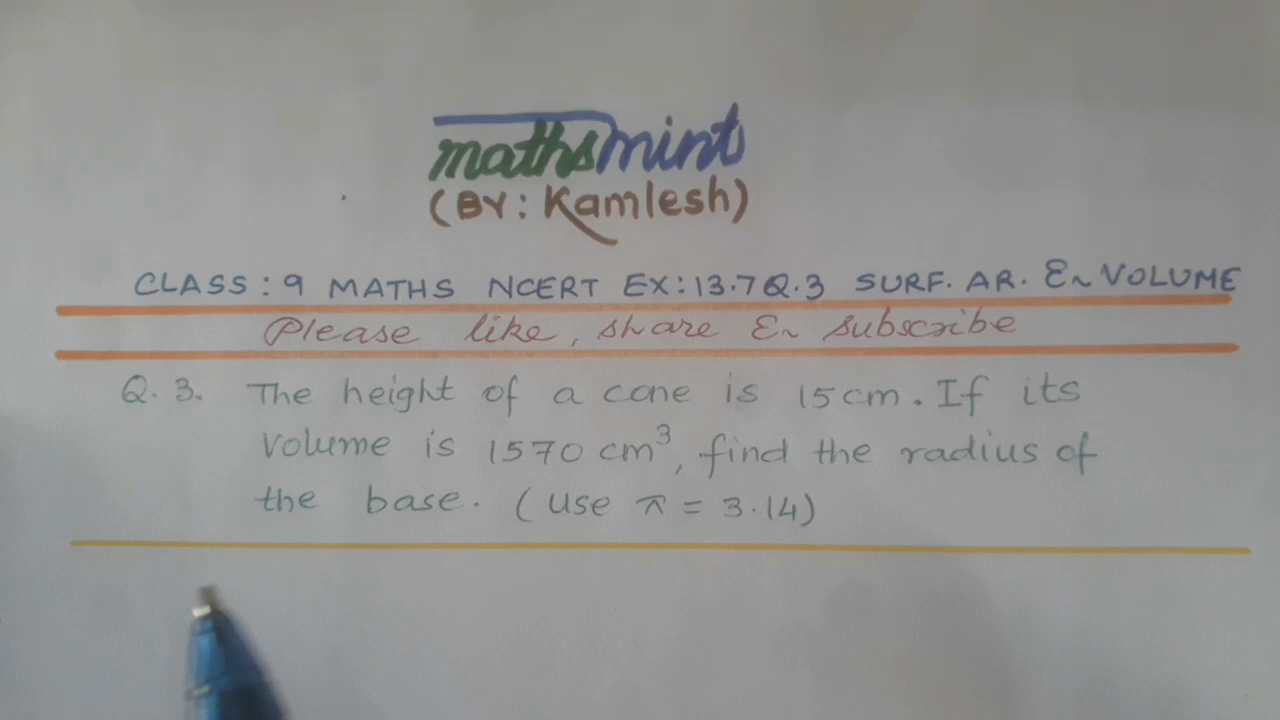 mathsmint
(BY: Kamlesh)
CLASS: 9 MATHS NCERT EX: 13.7 Q.3 SURF. AR. & VOLUME
Please like, share & subscribe
Q. 3. The height of a cone is 15 cm. If its
volume is 1570 cm³, find the radius of
the base. (Use π = 3.14)